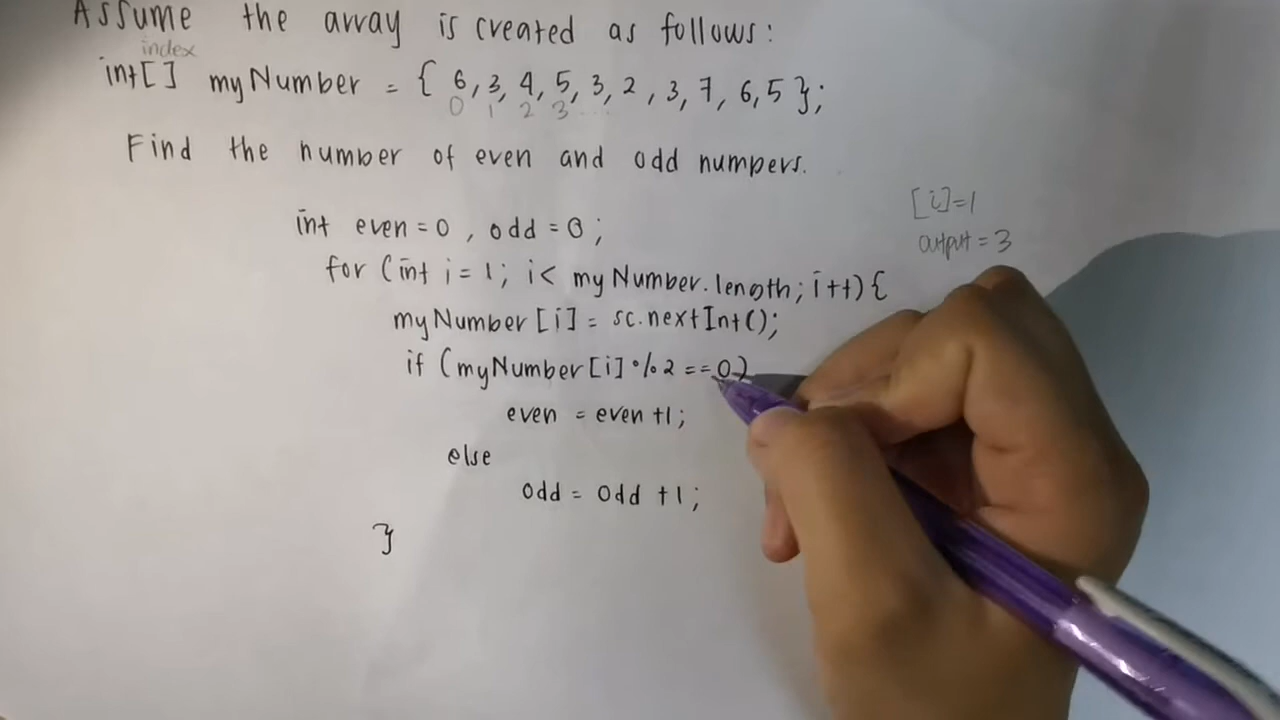 Assume the array is created as follows:
index
int[] myNumber = { 6, 3, 4, 5, 3, 2, 3, 7, 6, 5 };
0 1 2 3 ...
Find the number of even and odd numpers.
[i]=1
output = 3
int even = 0, odd = 0;
for (int i = 1; i < myNumber.length; i++) {
myNumber [i] = sc.nextInt();
if (myNumber [i] % 2 == 0)
even = even +1;
else
odd = odd +1;
}